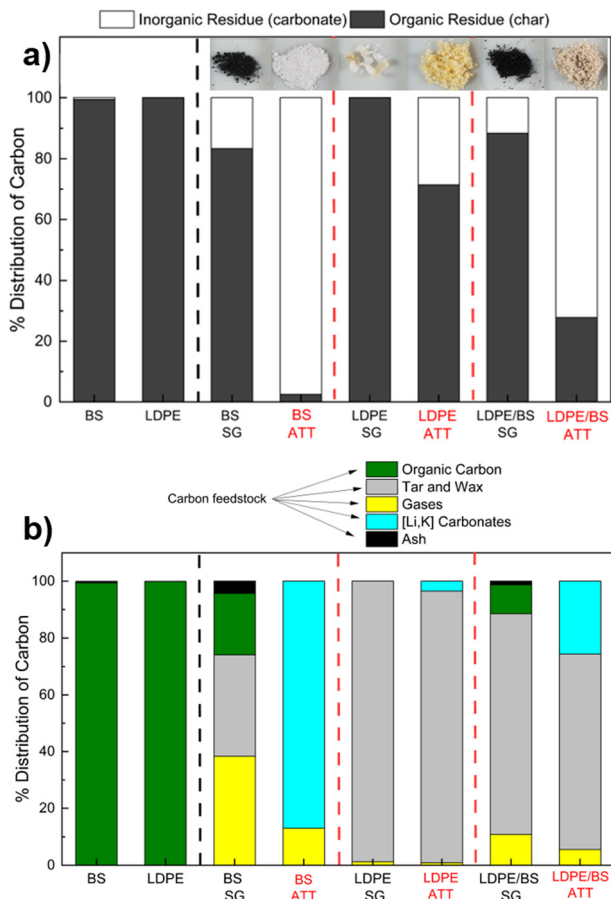 Inorganic Residue (carbonate) Organic Residue (char)
a)
% Distribution of Carbon
100
80
60
40
20
0
BS LDPE BS SG BS ATT LDPE SG LDPE ATT LDPE/BS SG LDPE/BS ATT
Carbon feedstock
Organic Carbon
Tar and Wax
Gases
[Li,K] Carbonates
Ash
b)
% Distribution of Carbon
100
80
60
40
20
0
BS LDPE BS SG BS ATT LDPE SG LDPE ATT LDPE/BS SG LDPE/BS ATT